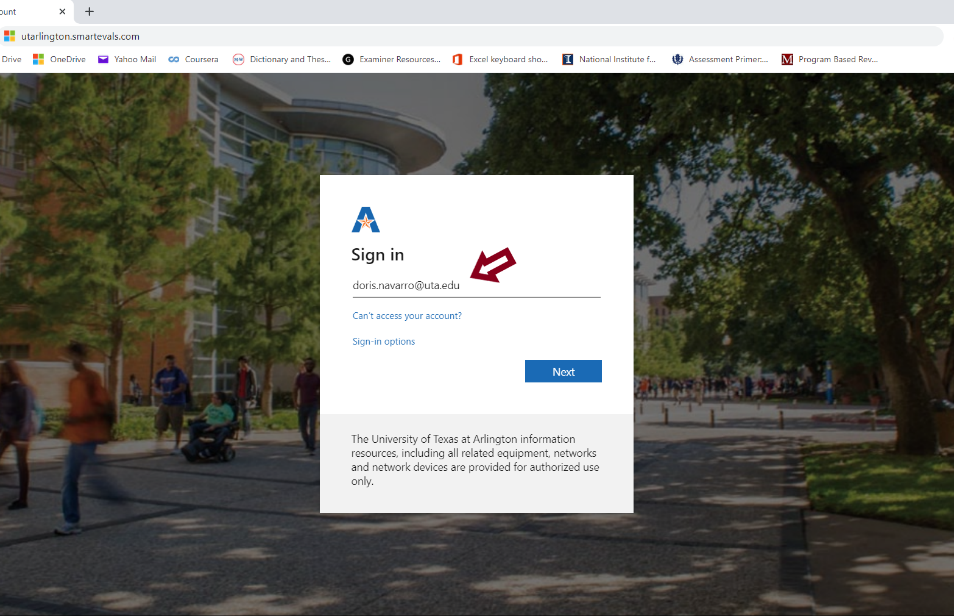 ount
utarlington.smartevals.com
Drive OneDrive Yahoo Mail Coursera Dictionary and Thes... Examiner Resources... Excel keyboard sho... National Institute f... Assessment Primer:... Program Based Rev...
Sign in
doris.navarro@uta.edu
Can't access your account?
Sign-in options
Next
The University of Texas at Arlington information
resources, including all related equipment, networks
and network devices are provided for authorized use
only.